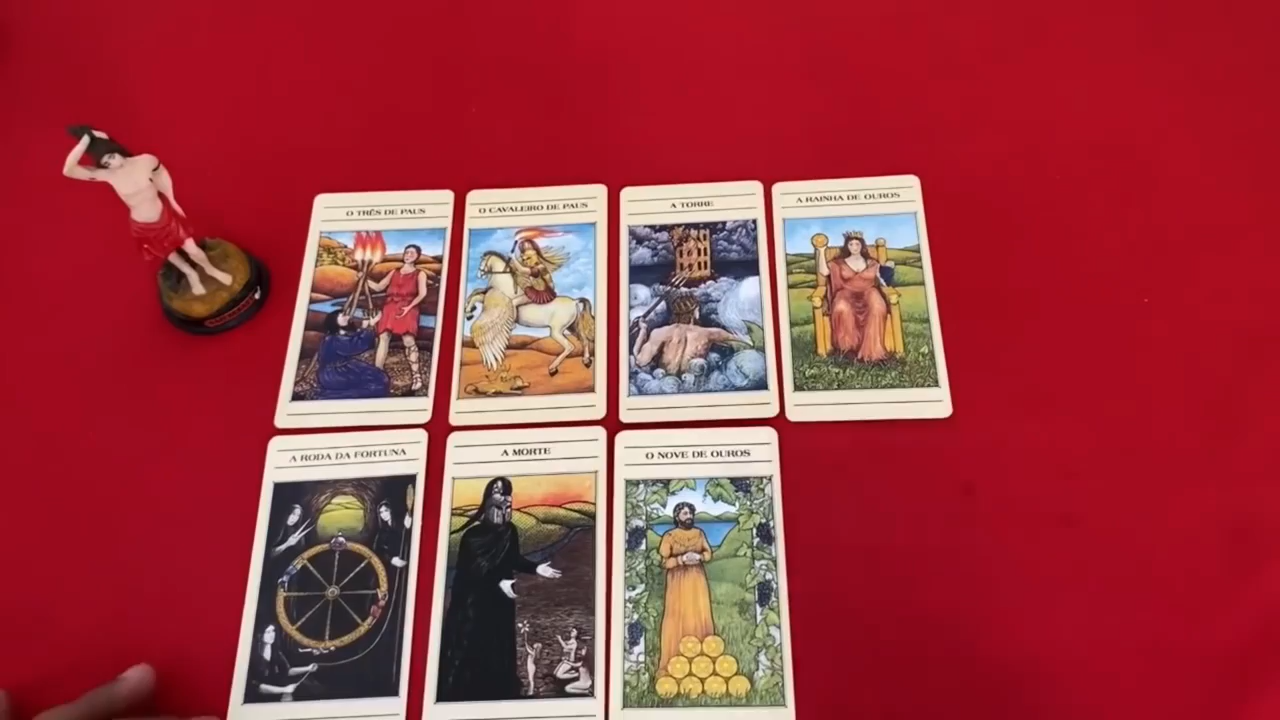 O TRÊS DE PAUS
O CAVALEIRO DE PAUS
A TORRE
A RAINHA DE OUROS
A RODA DA FORTUNA
A MORTE
O NOVE DE OUROS